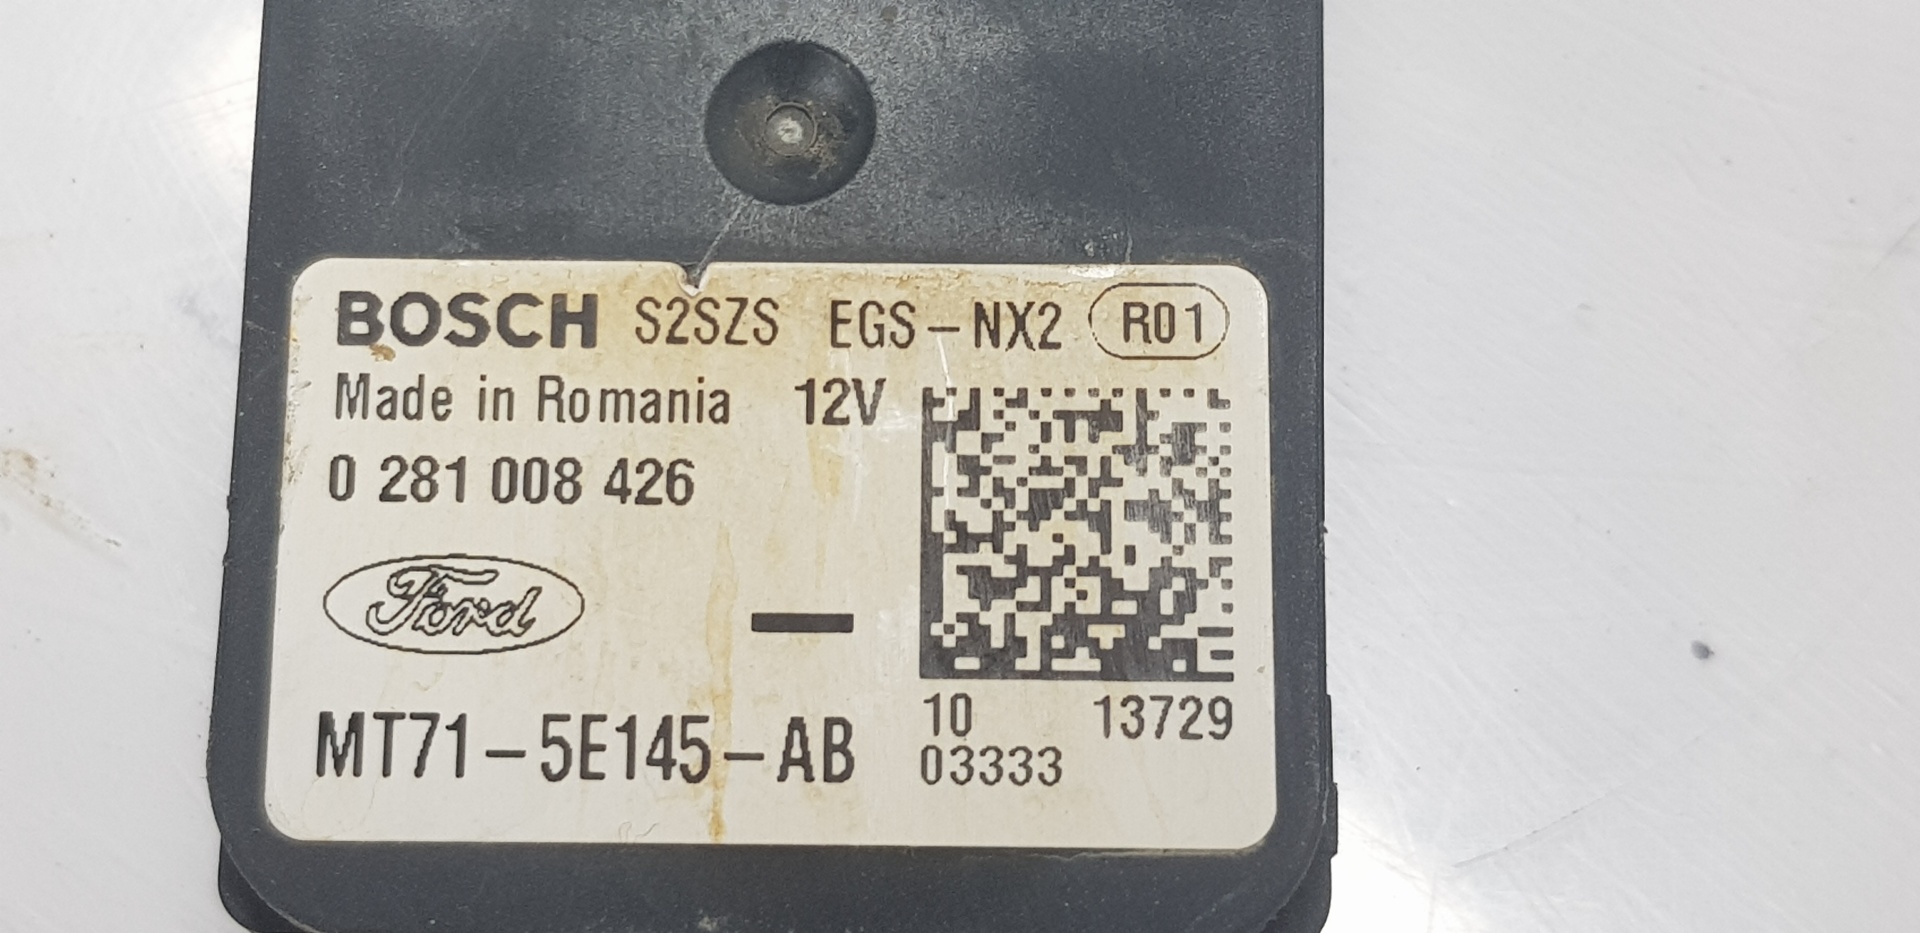 BOSCH S2SZS EGS-NX2 R01
Made in Romania 12V
0 281 008 426
Ford
MT71-5E145-AB
10 13729
03333